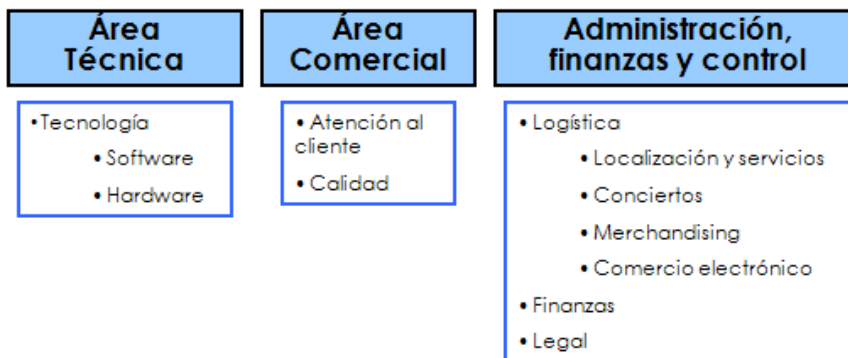 Área
Técnica
•Tecnología
• Software
• Hardware
Área
Comercial
• Atención al
cliente
• Calidad
Administración,
finanzas y control
• Logística
• Localización y servicios
• Conciertos
• Merchandising
• Comercio electrónico
• Finanzas
• Legal